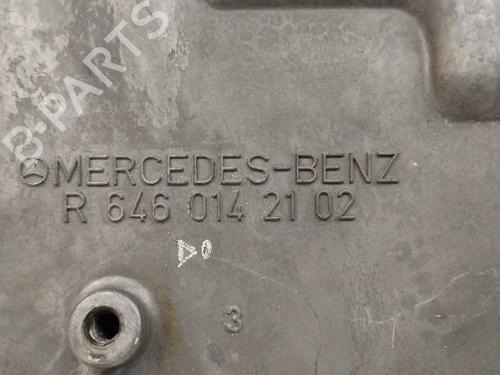 B-PARTS
MERCEDES-BENZ
R 646 014 21 02
3